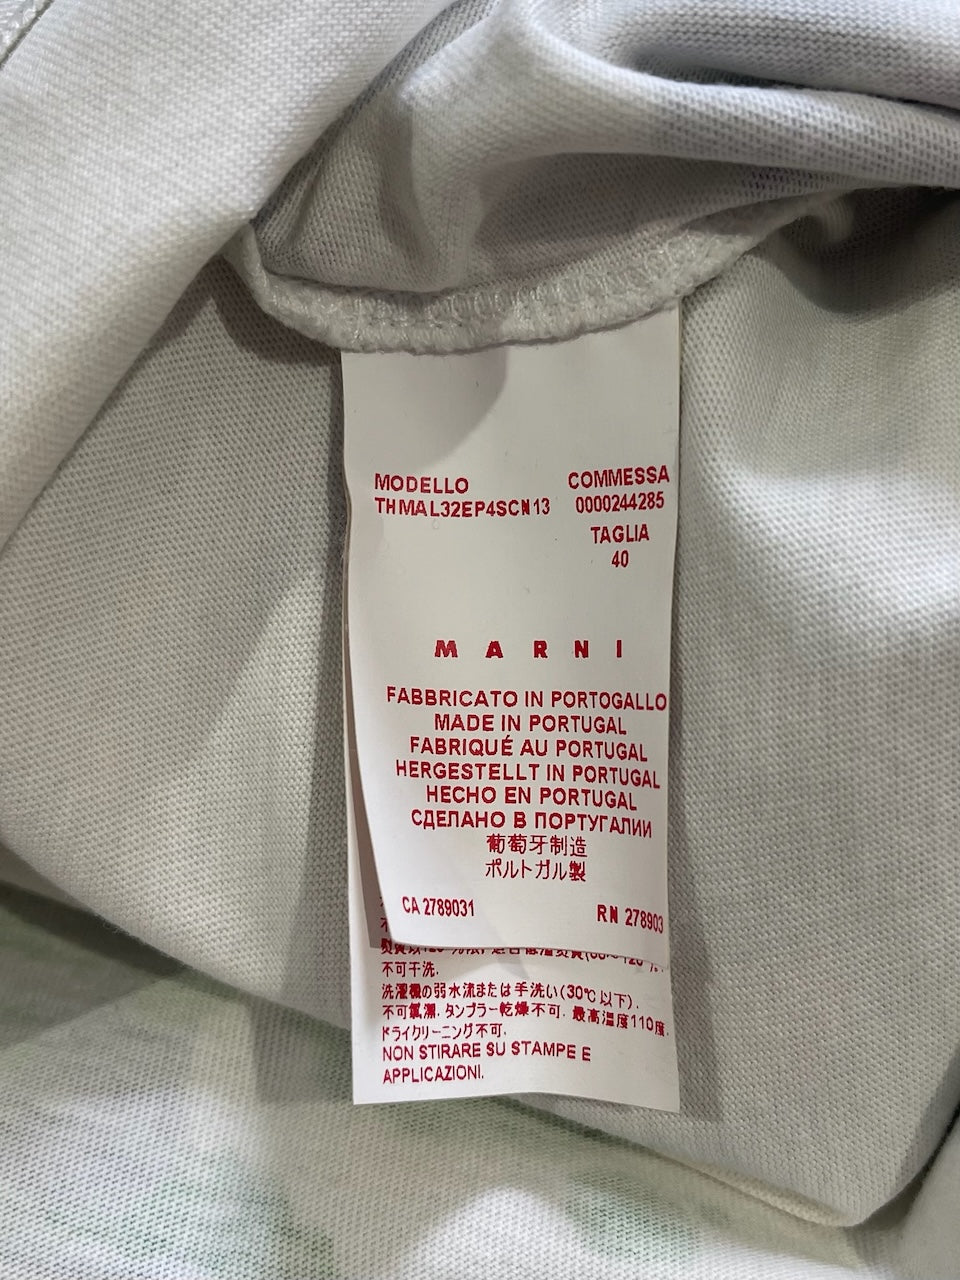 MODELLO COMMESSA
THMAL32EP4SCN13 0000244285
TAGLIA
40
MARNI
FABBRICATO IN PORTOGALLO
MADE IN PORTUGAL
FABRIQUÉ AU PORTUGAL
HERGESTELLT IN PORTUGAL
HECHO EN PORTUGAL
СДЕЛАНО В ПОРТУГАЛИИ
葡萄牙制造
ポルトガル製
CA 2789031 RN 278903
不可干洗.
洗濯機の弱水流または手洗い(30℃以下).
不可氯漂. タンブラー乾燥不可. 最高温度110度.
ドライクリーニング不可.
NON STIRARE SU STAMPE E
APPLICAZIONI.